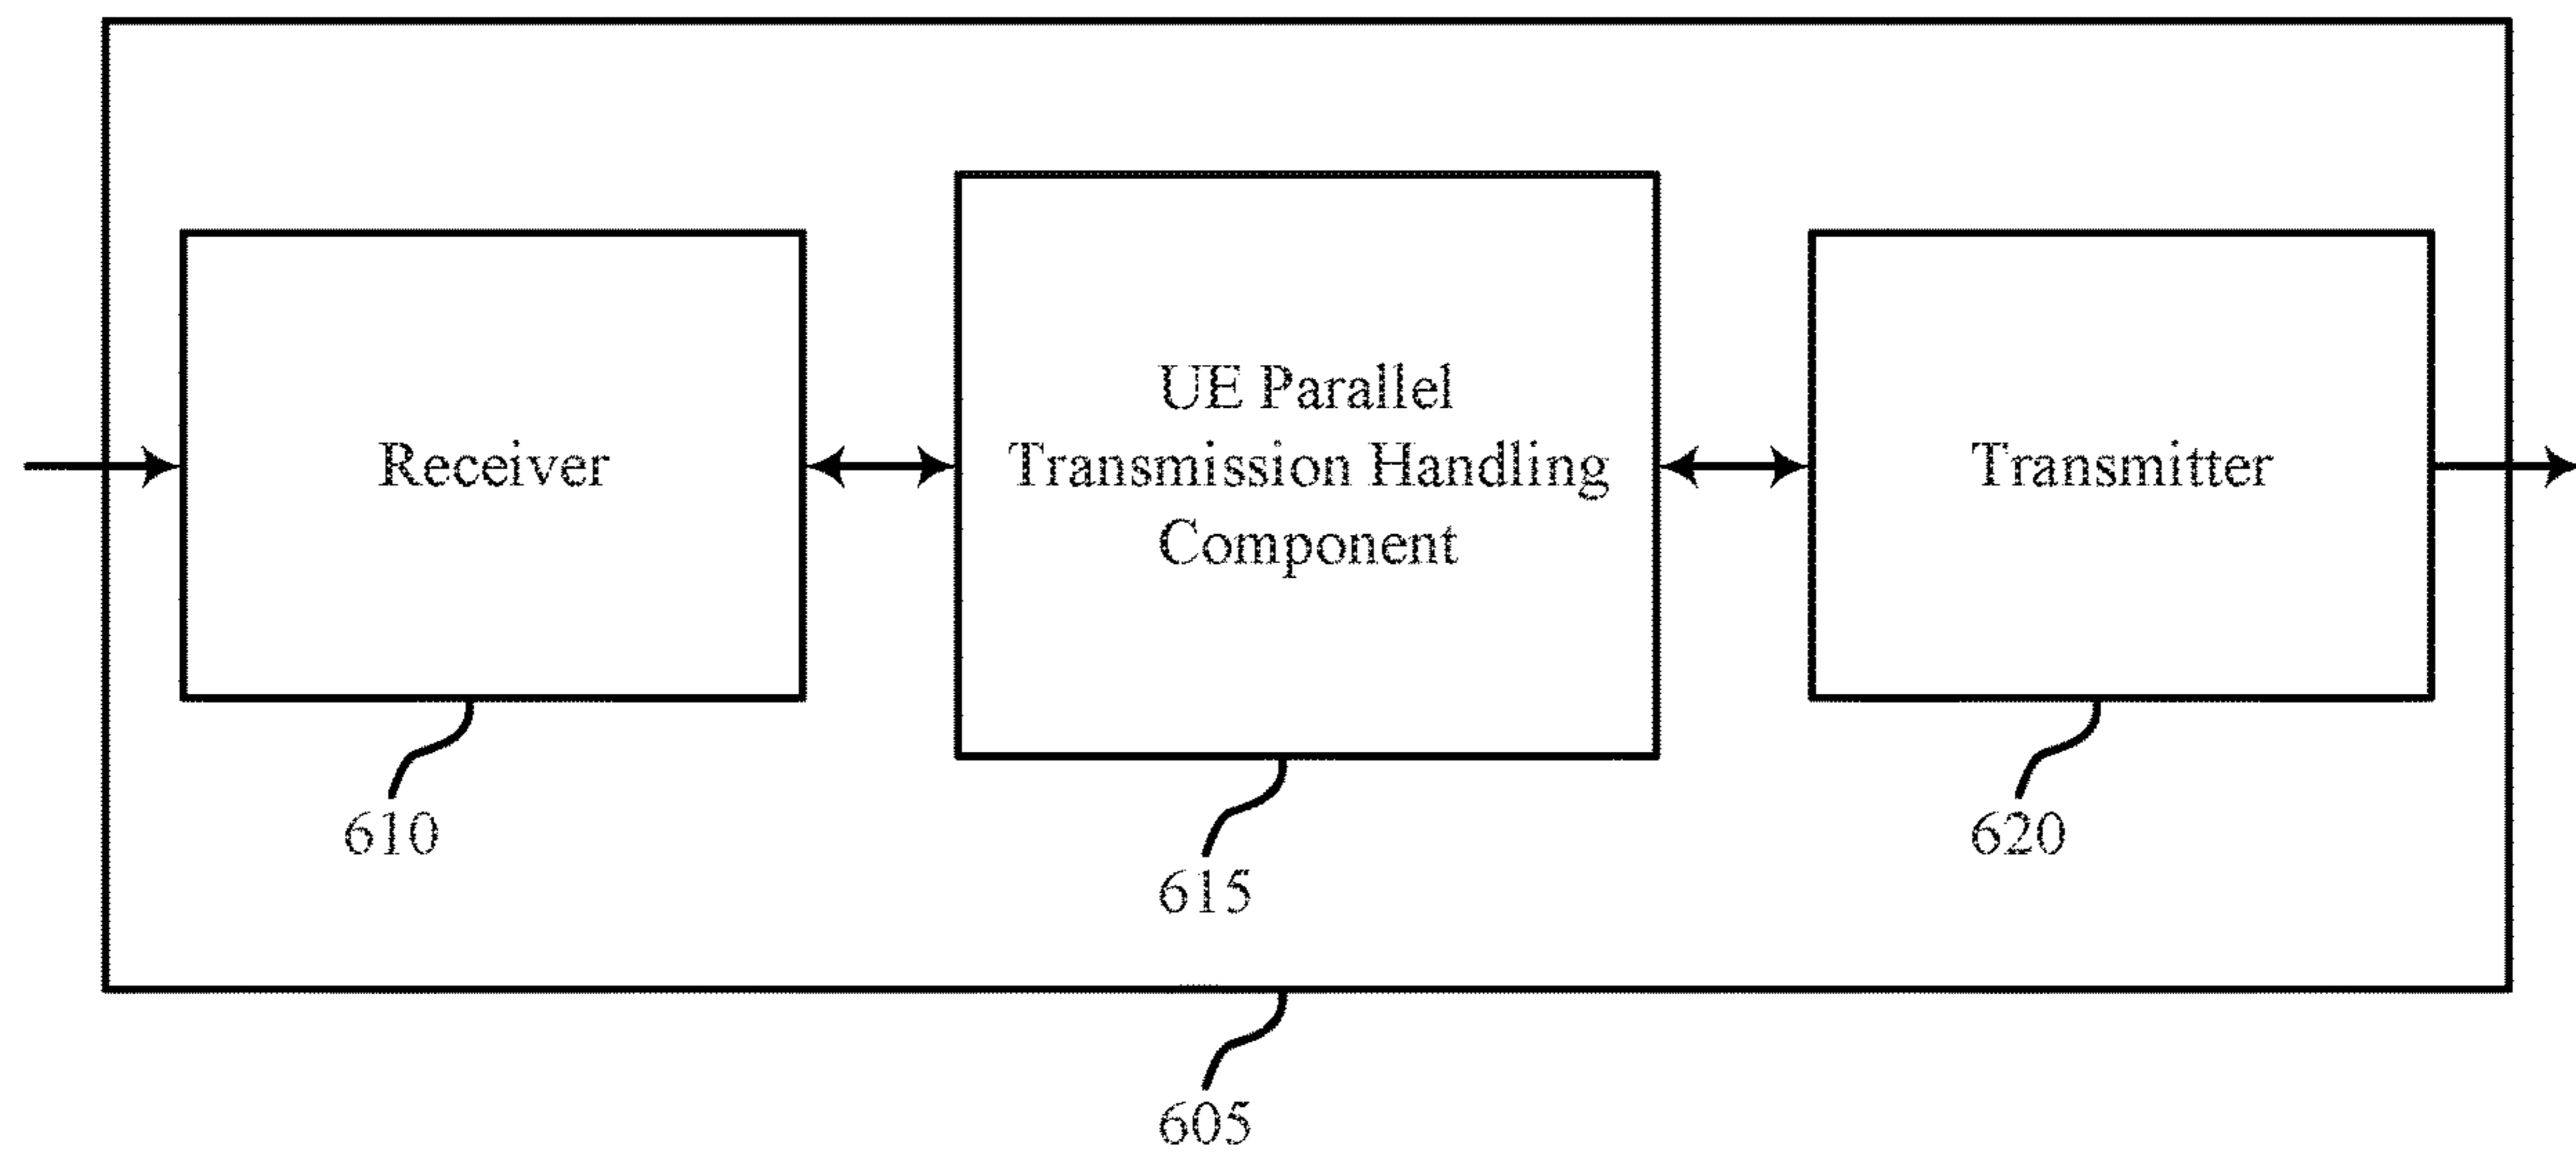 Receiver
UE Parallel
Transmission Handling
Component
Transmitter
610
615
620
605